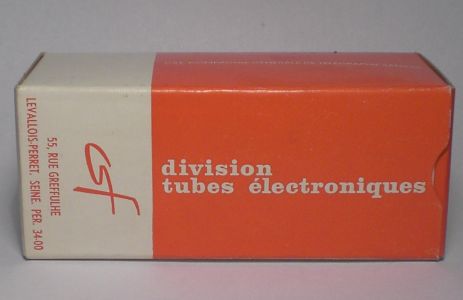 55, RUE GREFFULHE
LEVALLOIS-PERRET. SEINE. PER. 34-00
csf
division
tubes électroniques